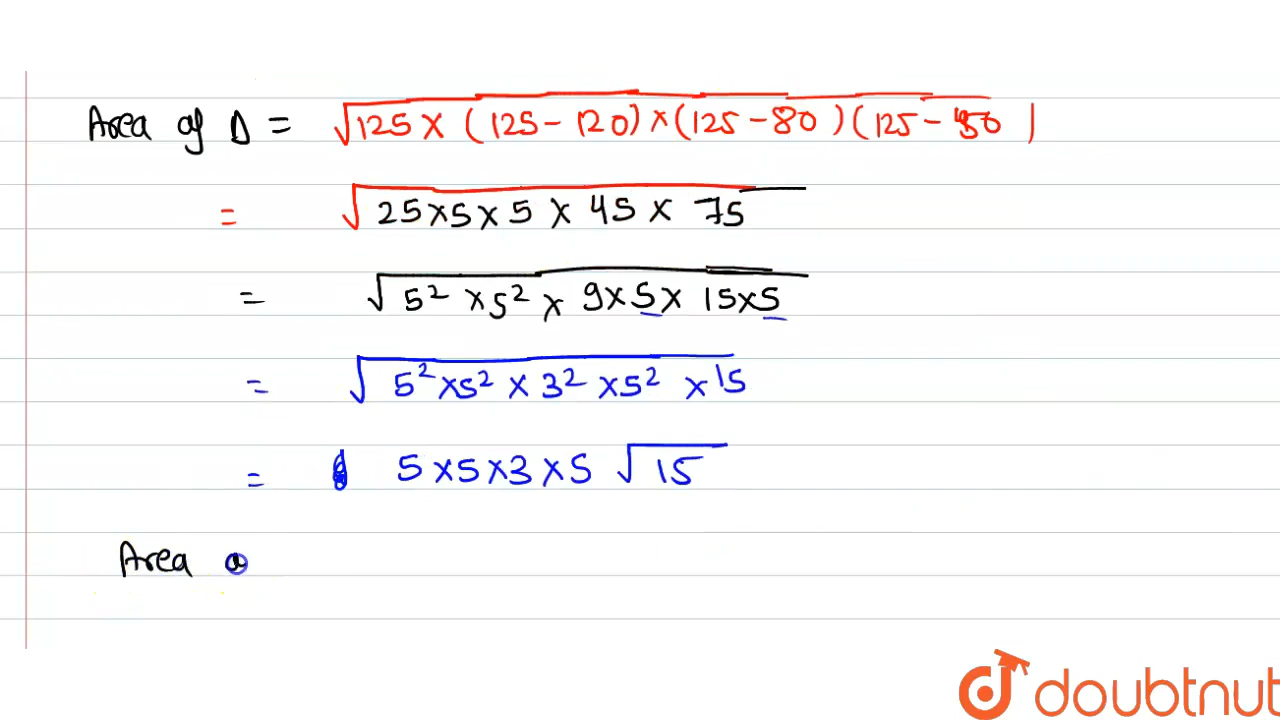 Area of Δ = √125 × (125 - 120) × (125 - 80) (125 - 50)
= √25 × 5 × 5 × 45 × 75
= √5² × 5² × 9 × 5 × 15 × 5
= √5² × 5² × 3² × 5² × 15
= 5 × 5 × 3 × 5 √15
Area o
doubtnut